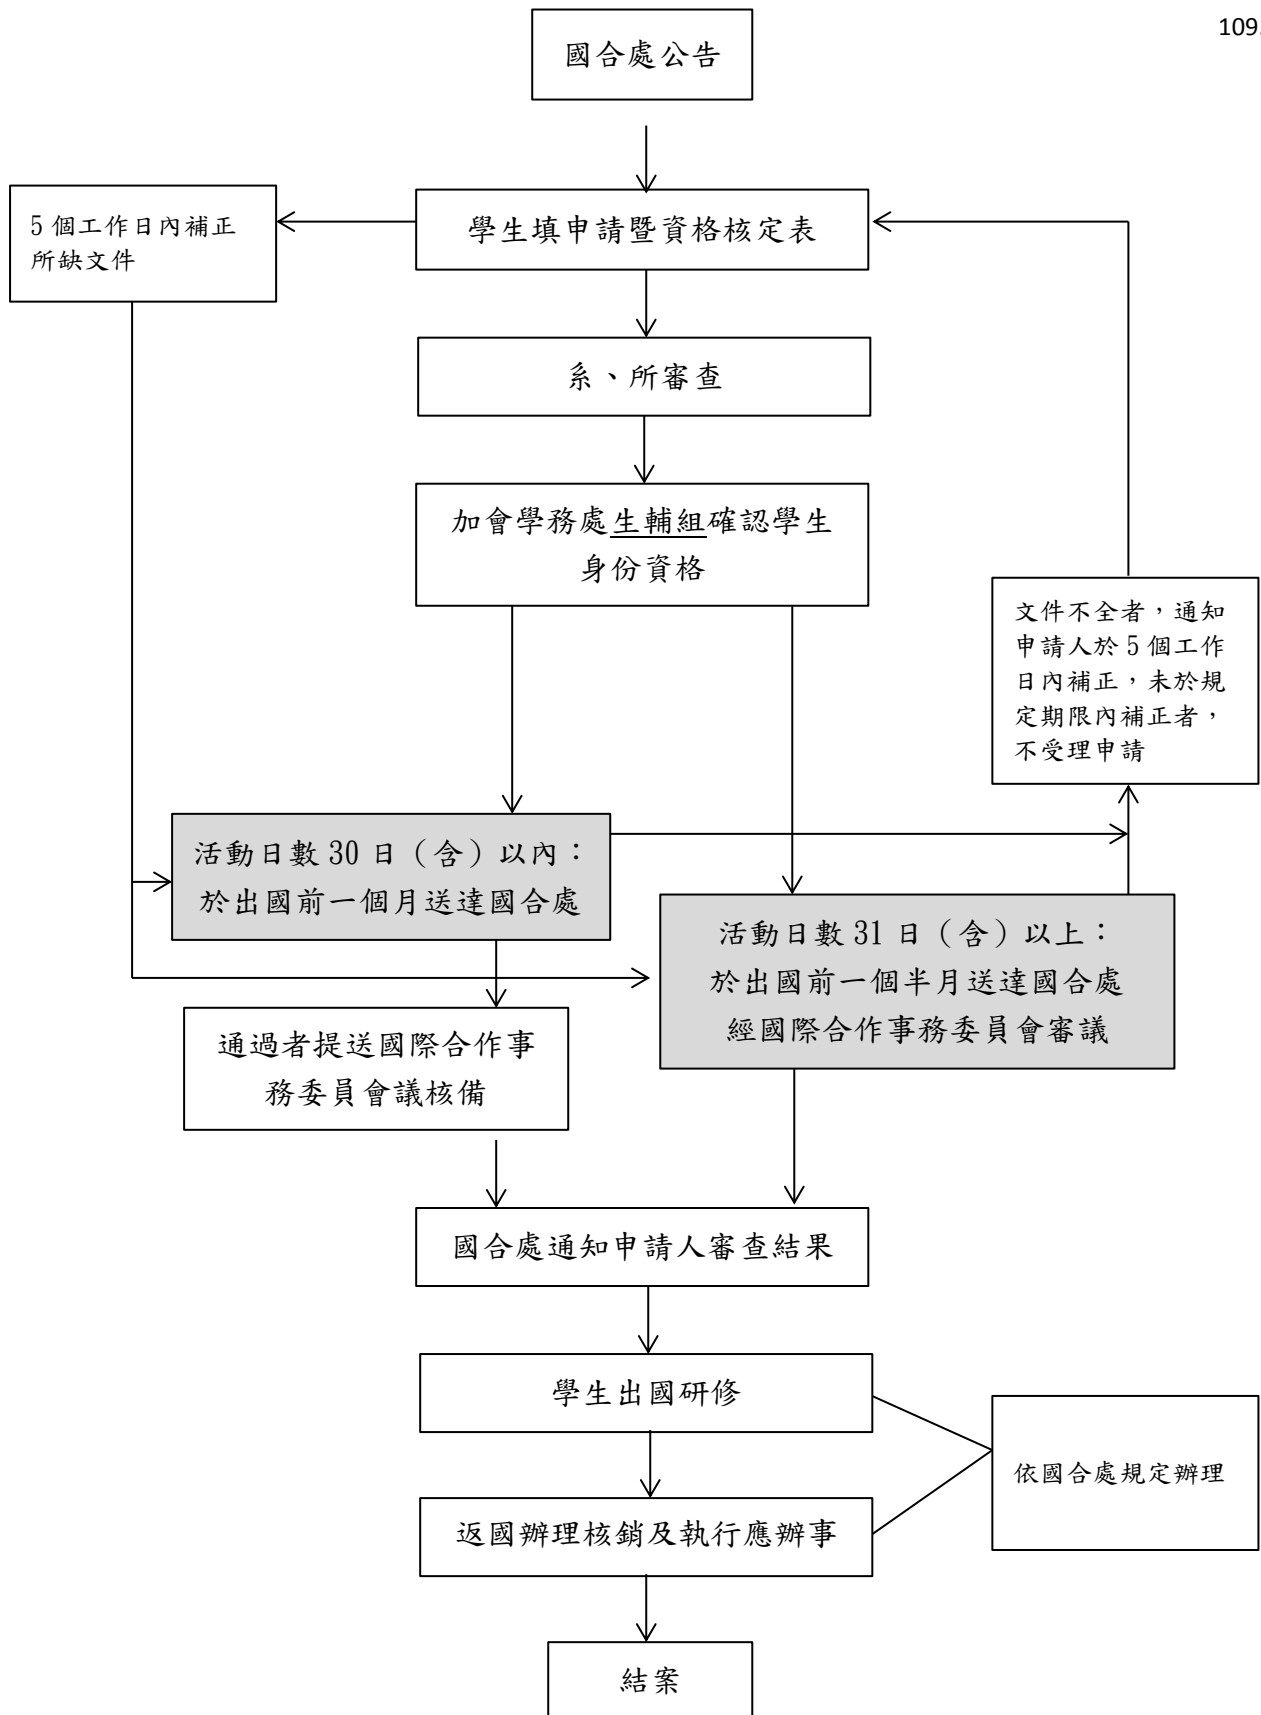 109.
國合處公告
5 個工作日內補正
所缺文件
學生填申請暨資格核定表
系、所審查
加會學務處生輔組確認學生
身份資格
文件不全者，通知
申請人於 5 個工作
日內補正，未於規
定期限內補正者，
不受理申請
活動日數 30 日（含）以內：
於出國前一個月送達國合處
活動日數 31 日（含）以上：
於出國前一個半月送達國合處
經國際合作事務委員會審議
通過者提送國際合作事
務委員會議核備
國合處通知申請人審查結果
學生出國研修
依國合處規定辦理
返國辦理核銷及執行應辦事
結案